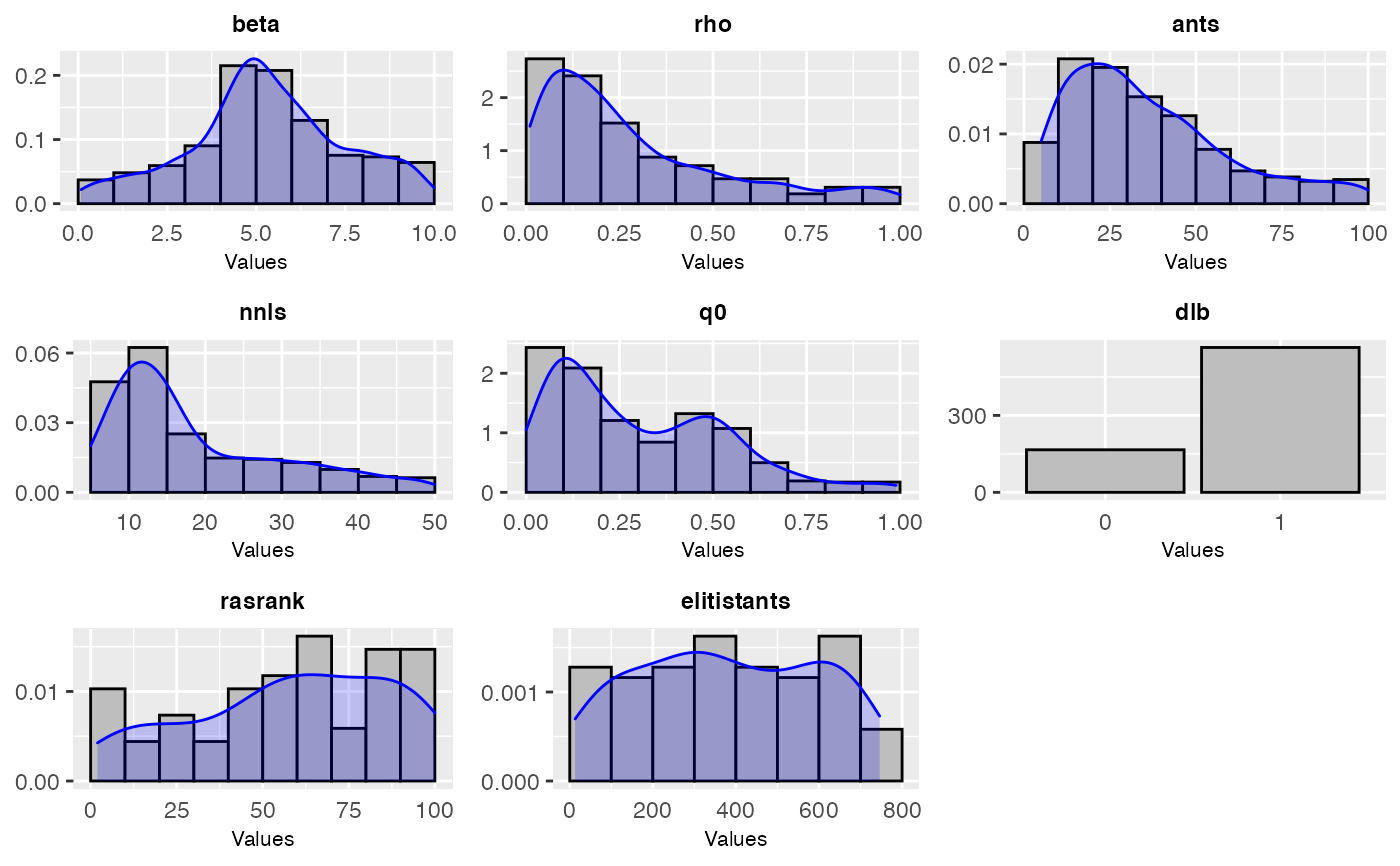 beta
0.2
0.1
0.0
0.0 2.5 5.0 7.5 10.0
Values
rho
2
1
0
0.00 0.25 0.50 0.75 1.00
Values
ants
0.02
0.01
0.00
0 25 50 75 100
Values
nnls
0.06
0.03
0.00
10 20 30 40 50
Values
q0
2
1
0
0.00 0.25 0.50 0.75 1.00
Values
dlb
300
0
0 1
Values
rasrank
0.01
0.00
0 25 50 75 100
Values
elitistants
0.001
0.000
0 200 400 600 800
Values